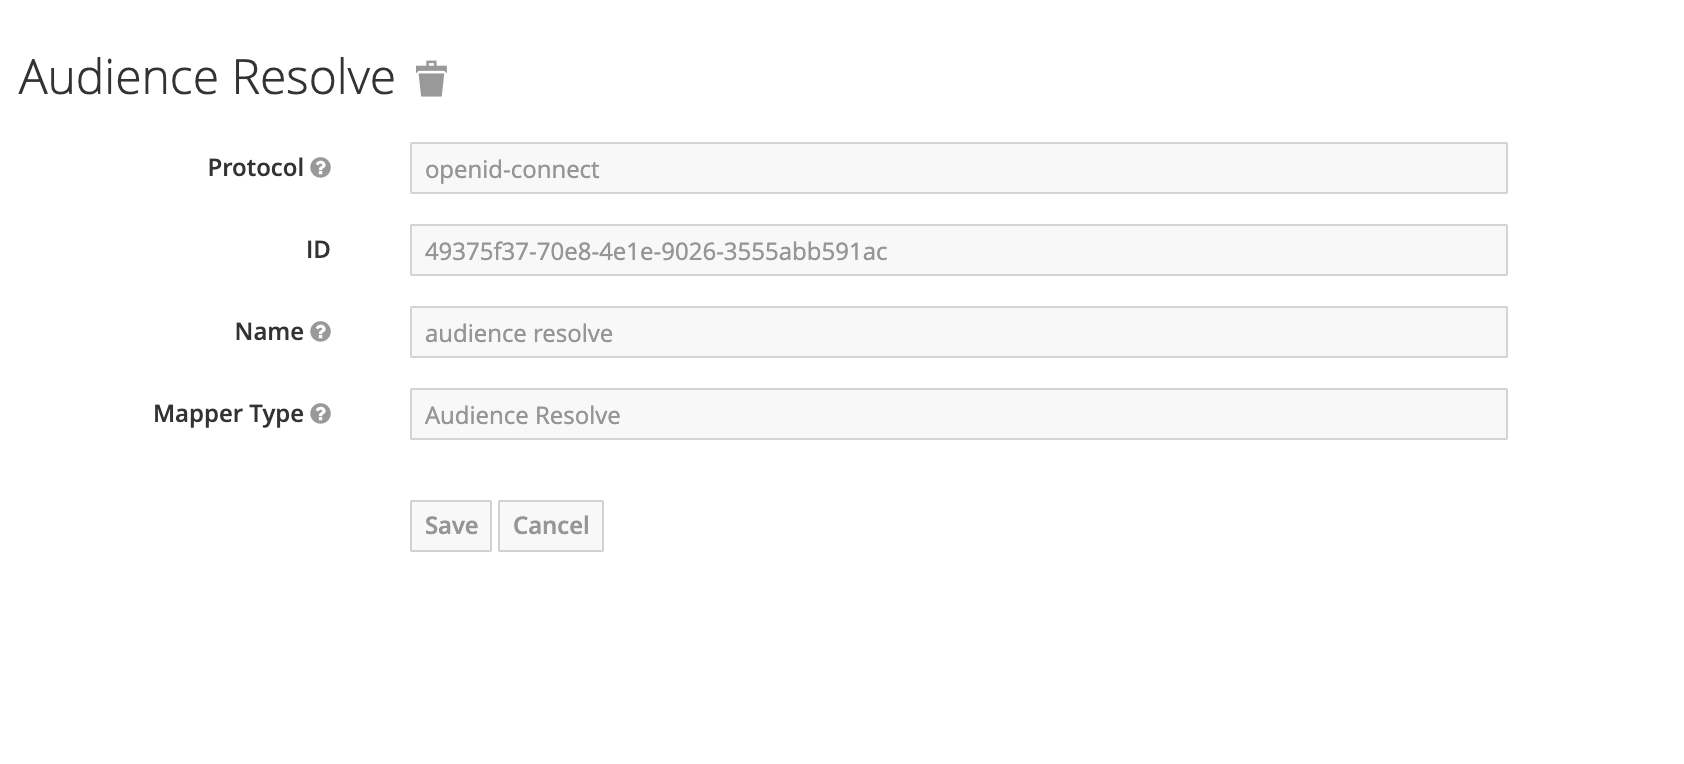 Audience Resolve
Protocol
openid-connect
ID
49375f37-70e8-4e1e-9026-3555abb591ac
Name
audience resolve
Mapper Type
Audience Resolve
Save Cancel